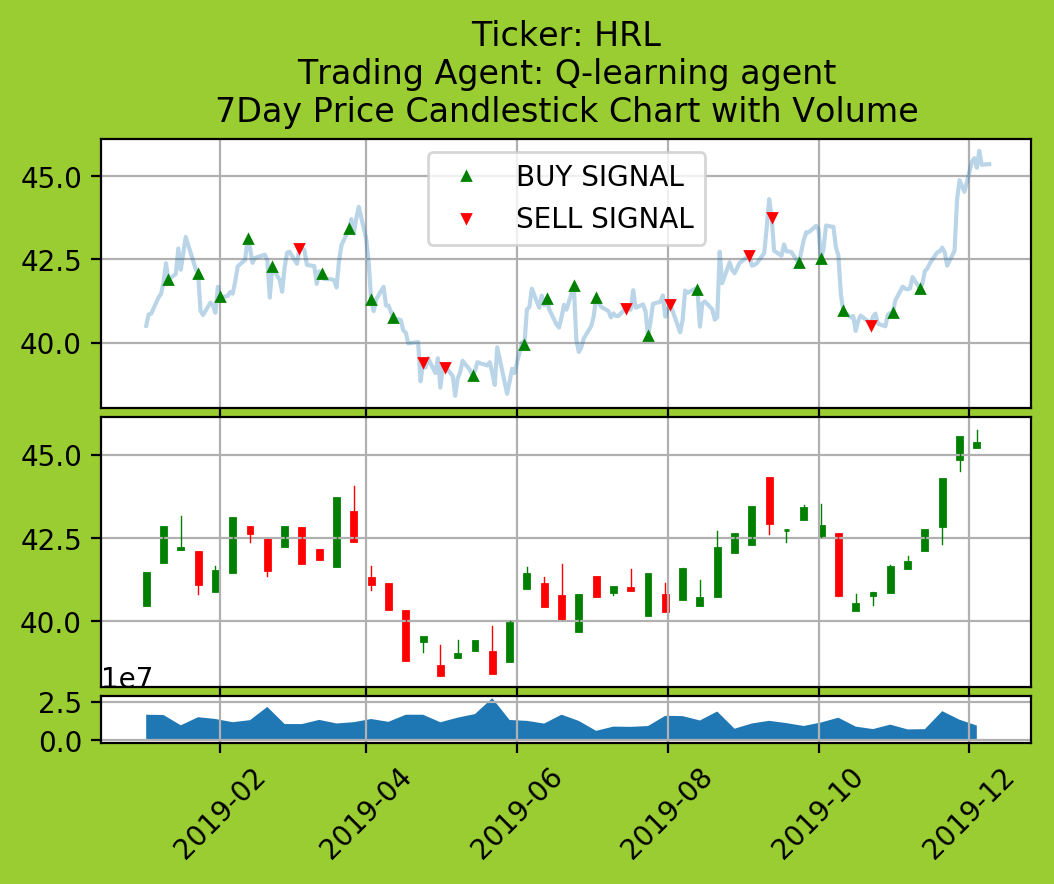 Ticker: HRL
Trading Agent: Q-learning agent
7Day Price Candlestick Chart with Volume
BUY SIGNAL
SELL SIGNAL
45.0
42.5
40.0
45.0
42.5
40.0
1e7
2.5
0.0
2019-02
2019-04
2019-06
2019-08
2019-10
2019-12